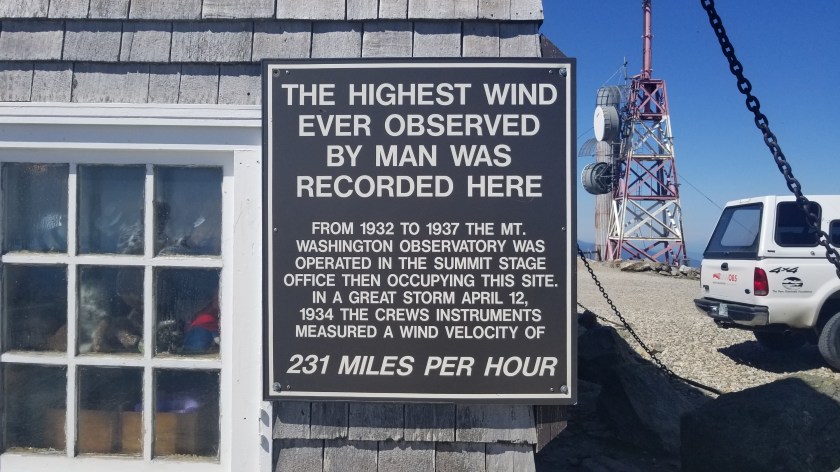 THE HIGHEST WIND
EVER OBSERVED
BY MAN WAS
RECORDED HERE
FROM 1932 TO 1937 THE MT.
WASHINGTON OBSERVATORY WAS
OPERATED IN THE SUMMIT STAGE
OFFICE THEN OCCUPYING THIS SITE.
IN A GREAT STORM APRIL 12,
1934 THE CREWS INSTRUMENTS
MEASURED A WIND VELOCITY OF
231 MILES PER HOUR
4x4